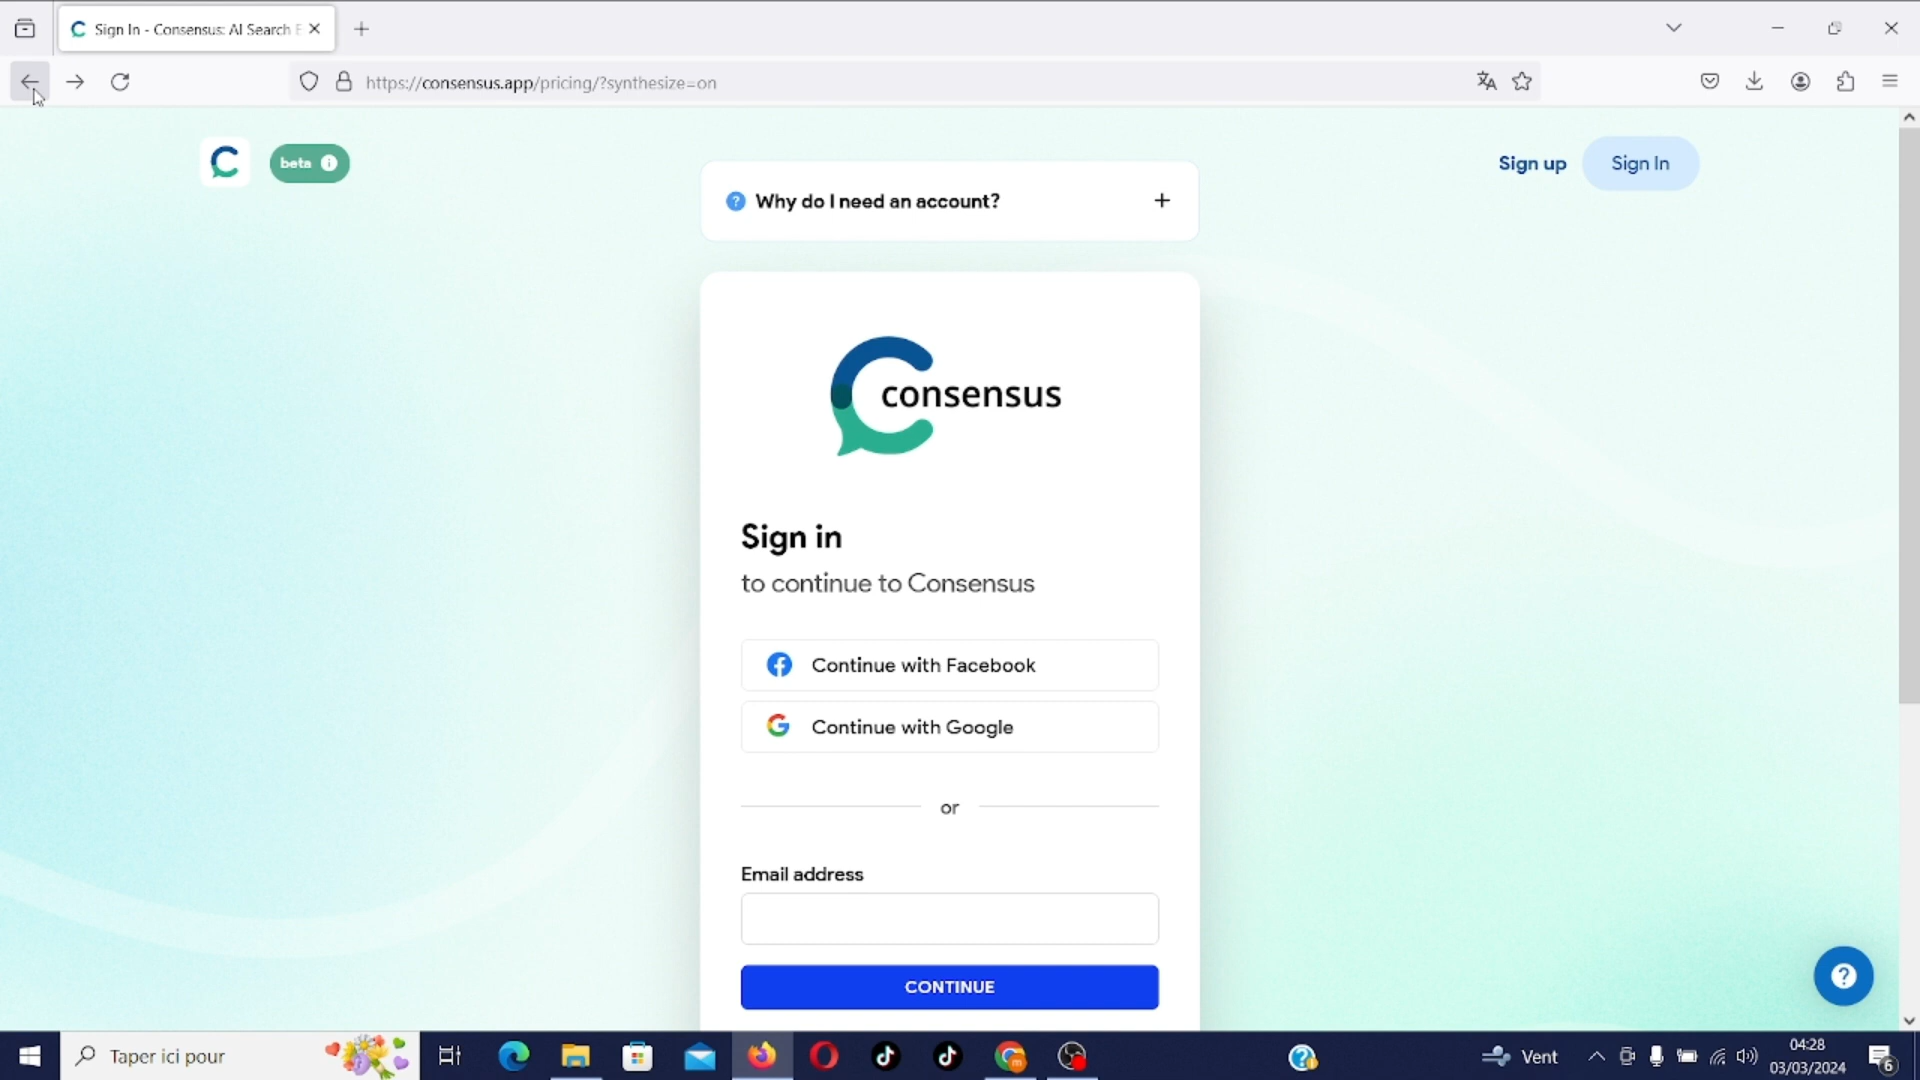 Sign In - Consensus: AI Search E
https://consensus.app/pricing/?synthesize=on
beta
Why do I need an account?
Sign up
Sign In
consensus
Sign in
to continue to Consensus
Continue with Facebook
Continue with Google
or
Email address
CONTINUE
Taper ici pour
Vent
04:28
03/03/2024
6